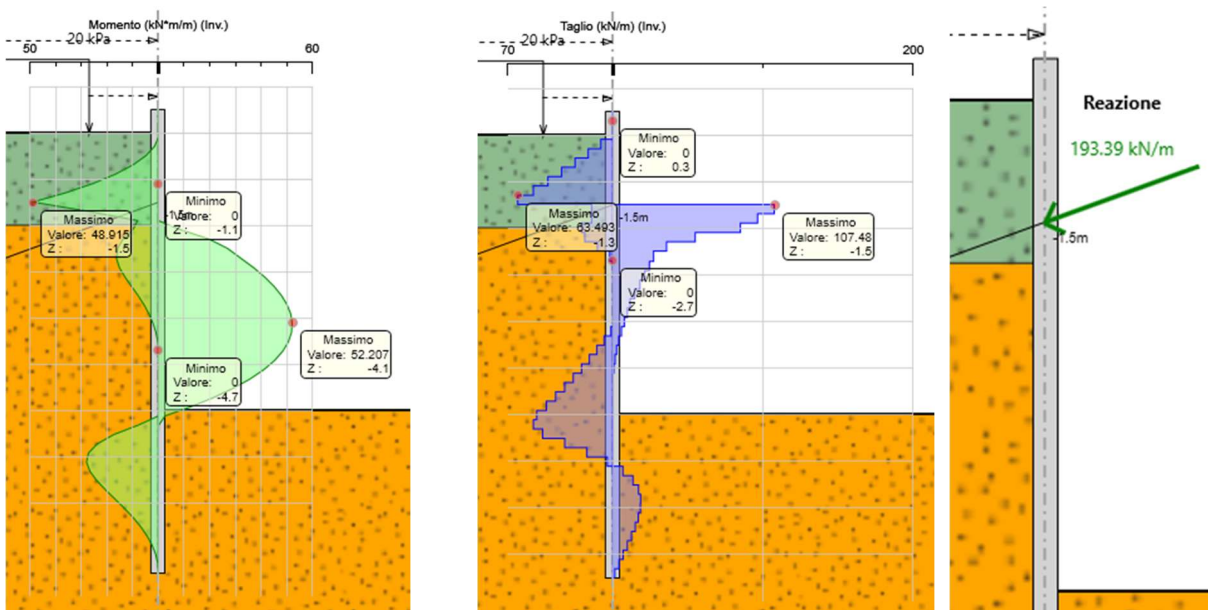 Momento (kN*m/m) (Inv.)
20 kPa
50
60
Minimo
Valore: 0
Z : -1.1
-1.5m
Massimo
Valore: 48.915
Z : -1.5
Massimo
Valore: 52.207
Z : -4.1
Minimo
Valore: 0
Z : -4.7
Taglio (kN/m) (Inv.)
20 kPa
70
200
Minimo
Valore: 0
Z : 0.3
Massimo
Valore: 63.493
Z : -1.3
-1.5m
Massimo
Valore: 107.48
Z : -1.5
Minimo
Valore: 0
Z : -2.7
Reazione
193.39 kN/m
-1.5m